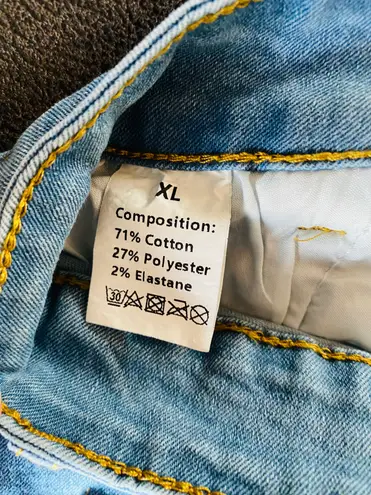 XL
Composition:
71% Cotton
27% Polyester
2% Elastane
30